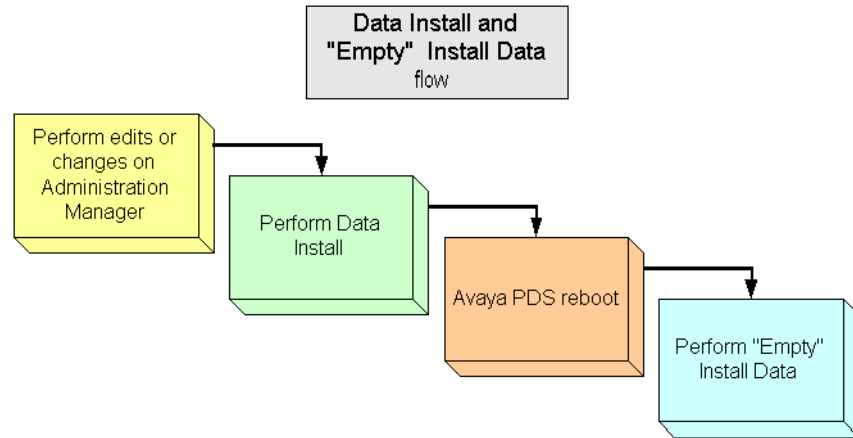 Data Install and
"Empty" Install Data
flow
Perform edits or
changes on
Administration
Manager
Perform Data
Install
Avaya PDS reboot
Perform "Empty"
Install Data